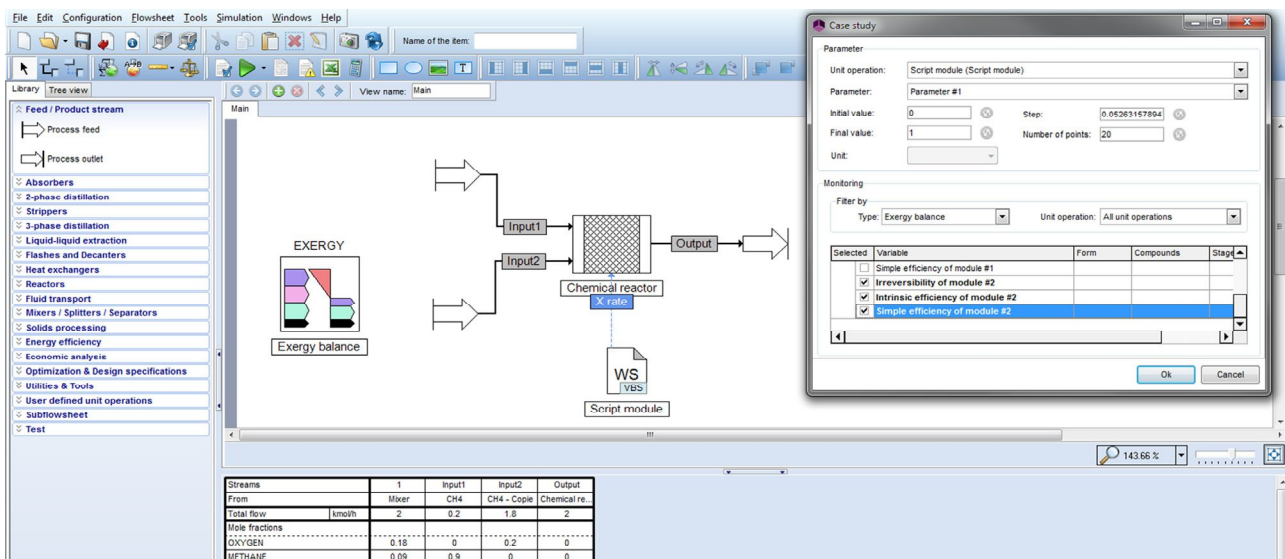 File Edit Configuration Flowsheet Tools Simulation Windows Help
Name of the item:
Library Tree view
View name: Main
Main
Feed / Product stream
Process feed
Process outlet
Absorbers
2-phase distillation
Strippers
3-phase distillation
Liquid-liquid extraction
Flashes and Decanters
Heat exchangers
Reactors
Fluid transport
Mixers / Splitters / Separators
Solids processing
Energy efficiency
Economic analysis
Optimization & Design specifications
Utilities & Tools
User defined unit operations
Subflowsheet
Test
EXERGY
Exergy balance
Input1
Input2
Output
Chemical reactor
X rate
WS
VBS
Script module
Case study
Parameter
Unit operation: Script module (Script module)
Parameter: Parameter #1
Initial value: 0 Step: 0.05263157894
Final value: 1 Number of points: 20
Unit:
Monitoring
Filter by
Type: Exergy balance Unit operation: All unit operations
Selected Variable Form Compounds Stage
Simple efficiency of module #1
Irreversibility of module #2
Intrinsic efficiency of module #2
Simple efficiency of module #2
Ok Cancel
143.66 %
Streams 1 Input1 Input2 Output
From Mixer CH4 CH4 - Copie Chemical re...
Total flow kmol/h 2 0.2 1.8 2
Mole fractions
OXYGEN 0.18 0 0.2 0
METHANE 0.09 0.9 0 0